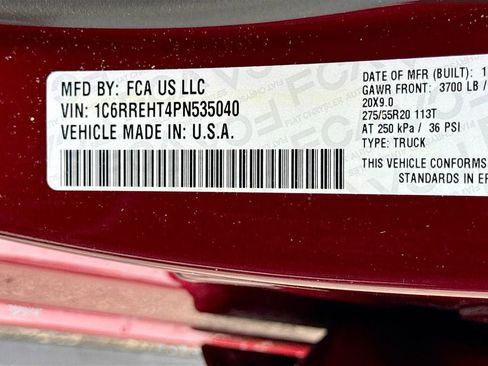 MFD BY: FCA US LLC
VIN: 1C6RREHT4PN535040
VEHICLE MADE IN: U.S.A.
DATE OF MFR (BUILT): 1
GAWR FRONT: 3700 LB /
20X9.0
275/55R20 113T
AT 250 kPa / 36 PSI
TYPE: TRUCK
THIS VEHICLE CONFORMS
STANDARDS IN EF